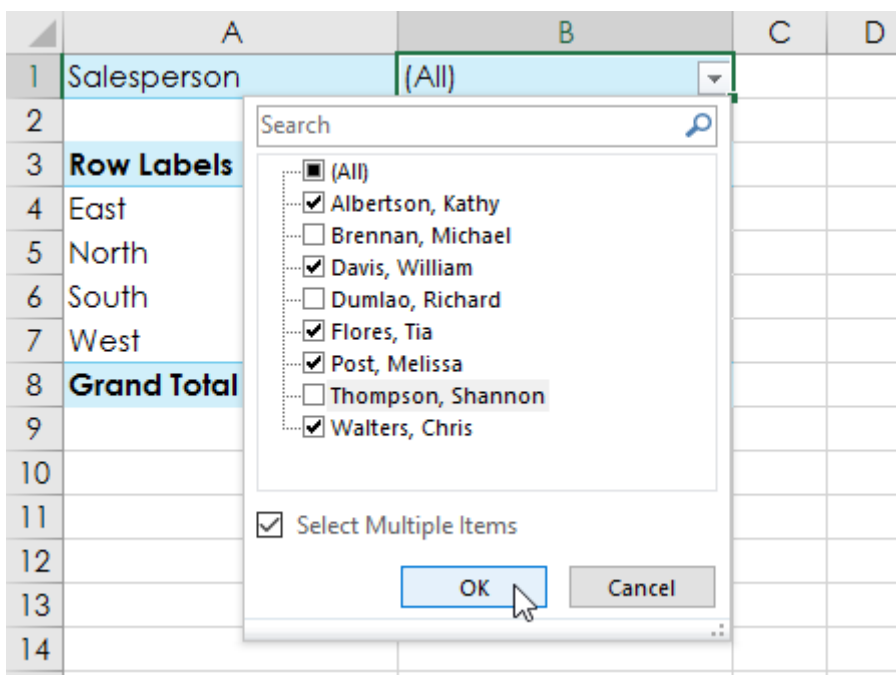 A B C D
1 Salesperson (All)
2 Search
3 Row Labels (All)
4 East Albertson, Kathy
Brennan, Michael
5 North Davis, William
6 South Dumlao, Richard
7 West Flores, Tia
Post, Melissa
8 Grand Total Thompson, Shannon
9 Walters, Chris
10
11 Select Multiple Items
12
13 OK Cancel
14